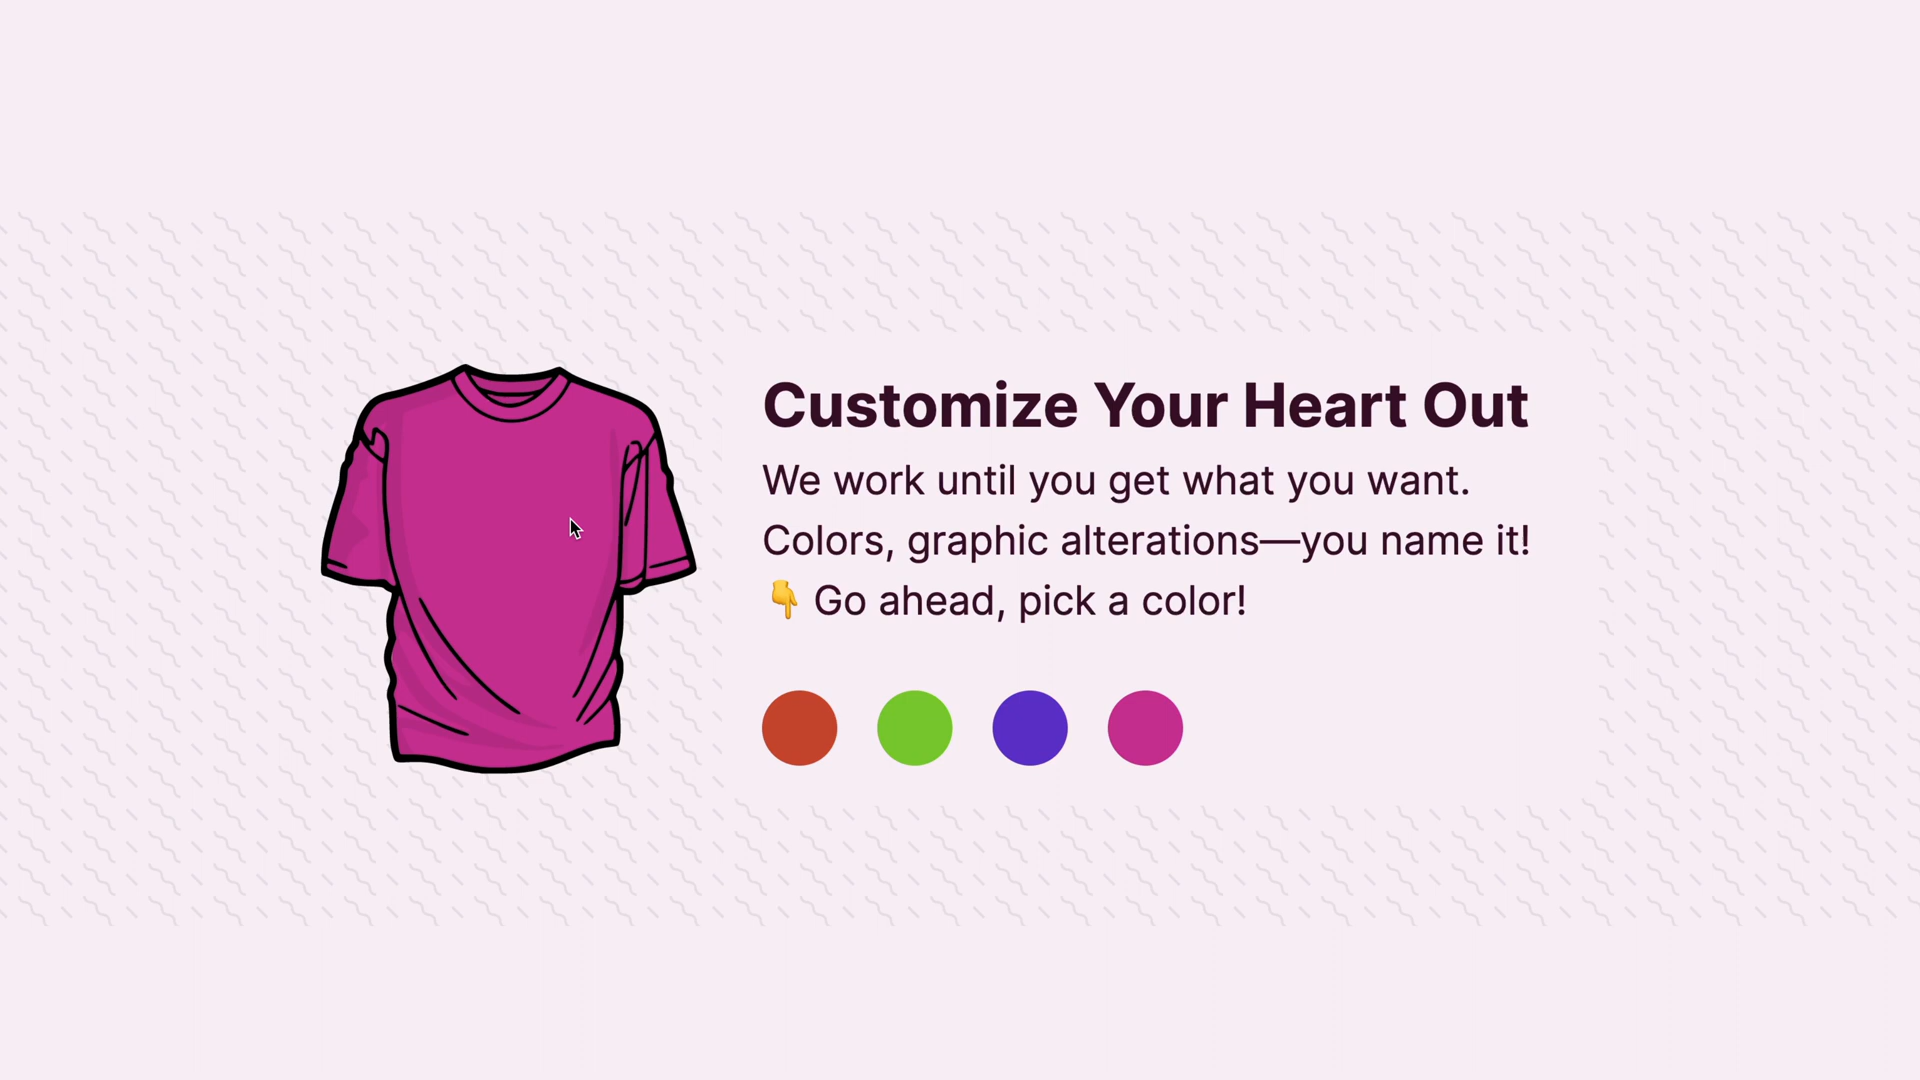 Customize Your Heart Out
We work until you get what you want.
Colors, graphic alterations—you name it!
👇 Go ahead, pick a color!